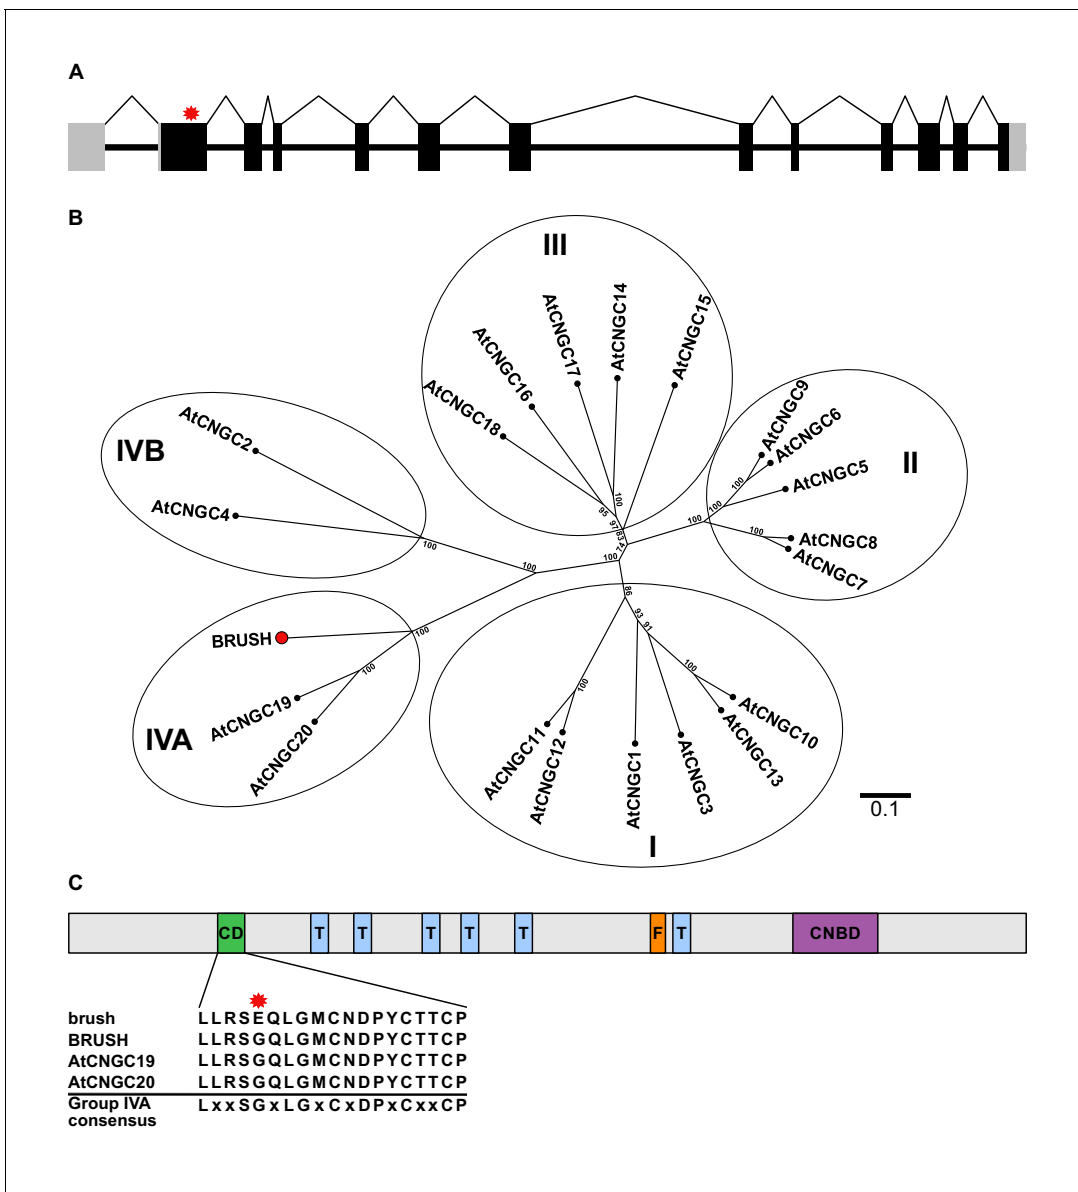 A
B
III
AtCNGC14
AtCNGC17
AtCNGC15
AtCNGC16
AtCNGC18
AtCNGC9
AtCNGC6
II
AtCNGC5
AtCNGC8
AtCNGC7
IVB
AtCNGC2
AtCNGC4
100
95
97
83
74
100
100
100
100
100
100
100
BRUSH
100
100
AtCNGC19
AtCNGC20
IVA
86
93
91
100
100
AtCNGC10
AtCNGC13
AtCNGC11
AtCNGC12
AtCNGC1
AtCNGC3
I
0.1
C
CD T T T T T F T CNBD
brush LLRSEQLGMCNDPYCTTCP
BRUSH LLRSGQLGMCNDPYCTTCP
AtCNGC19 LLRSGQLGMCNDPYCTTCP
AtCNGC20 LLRSGQLGMCNDPYCTTCP
Group IVA LxxSGxLGxCxDPxCxxCP
consensus